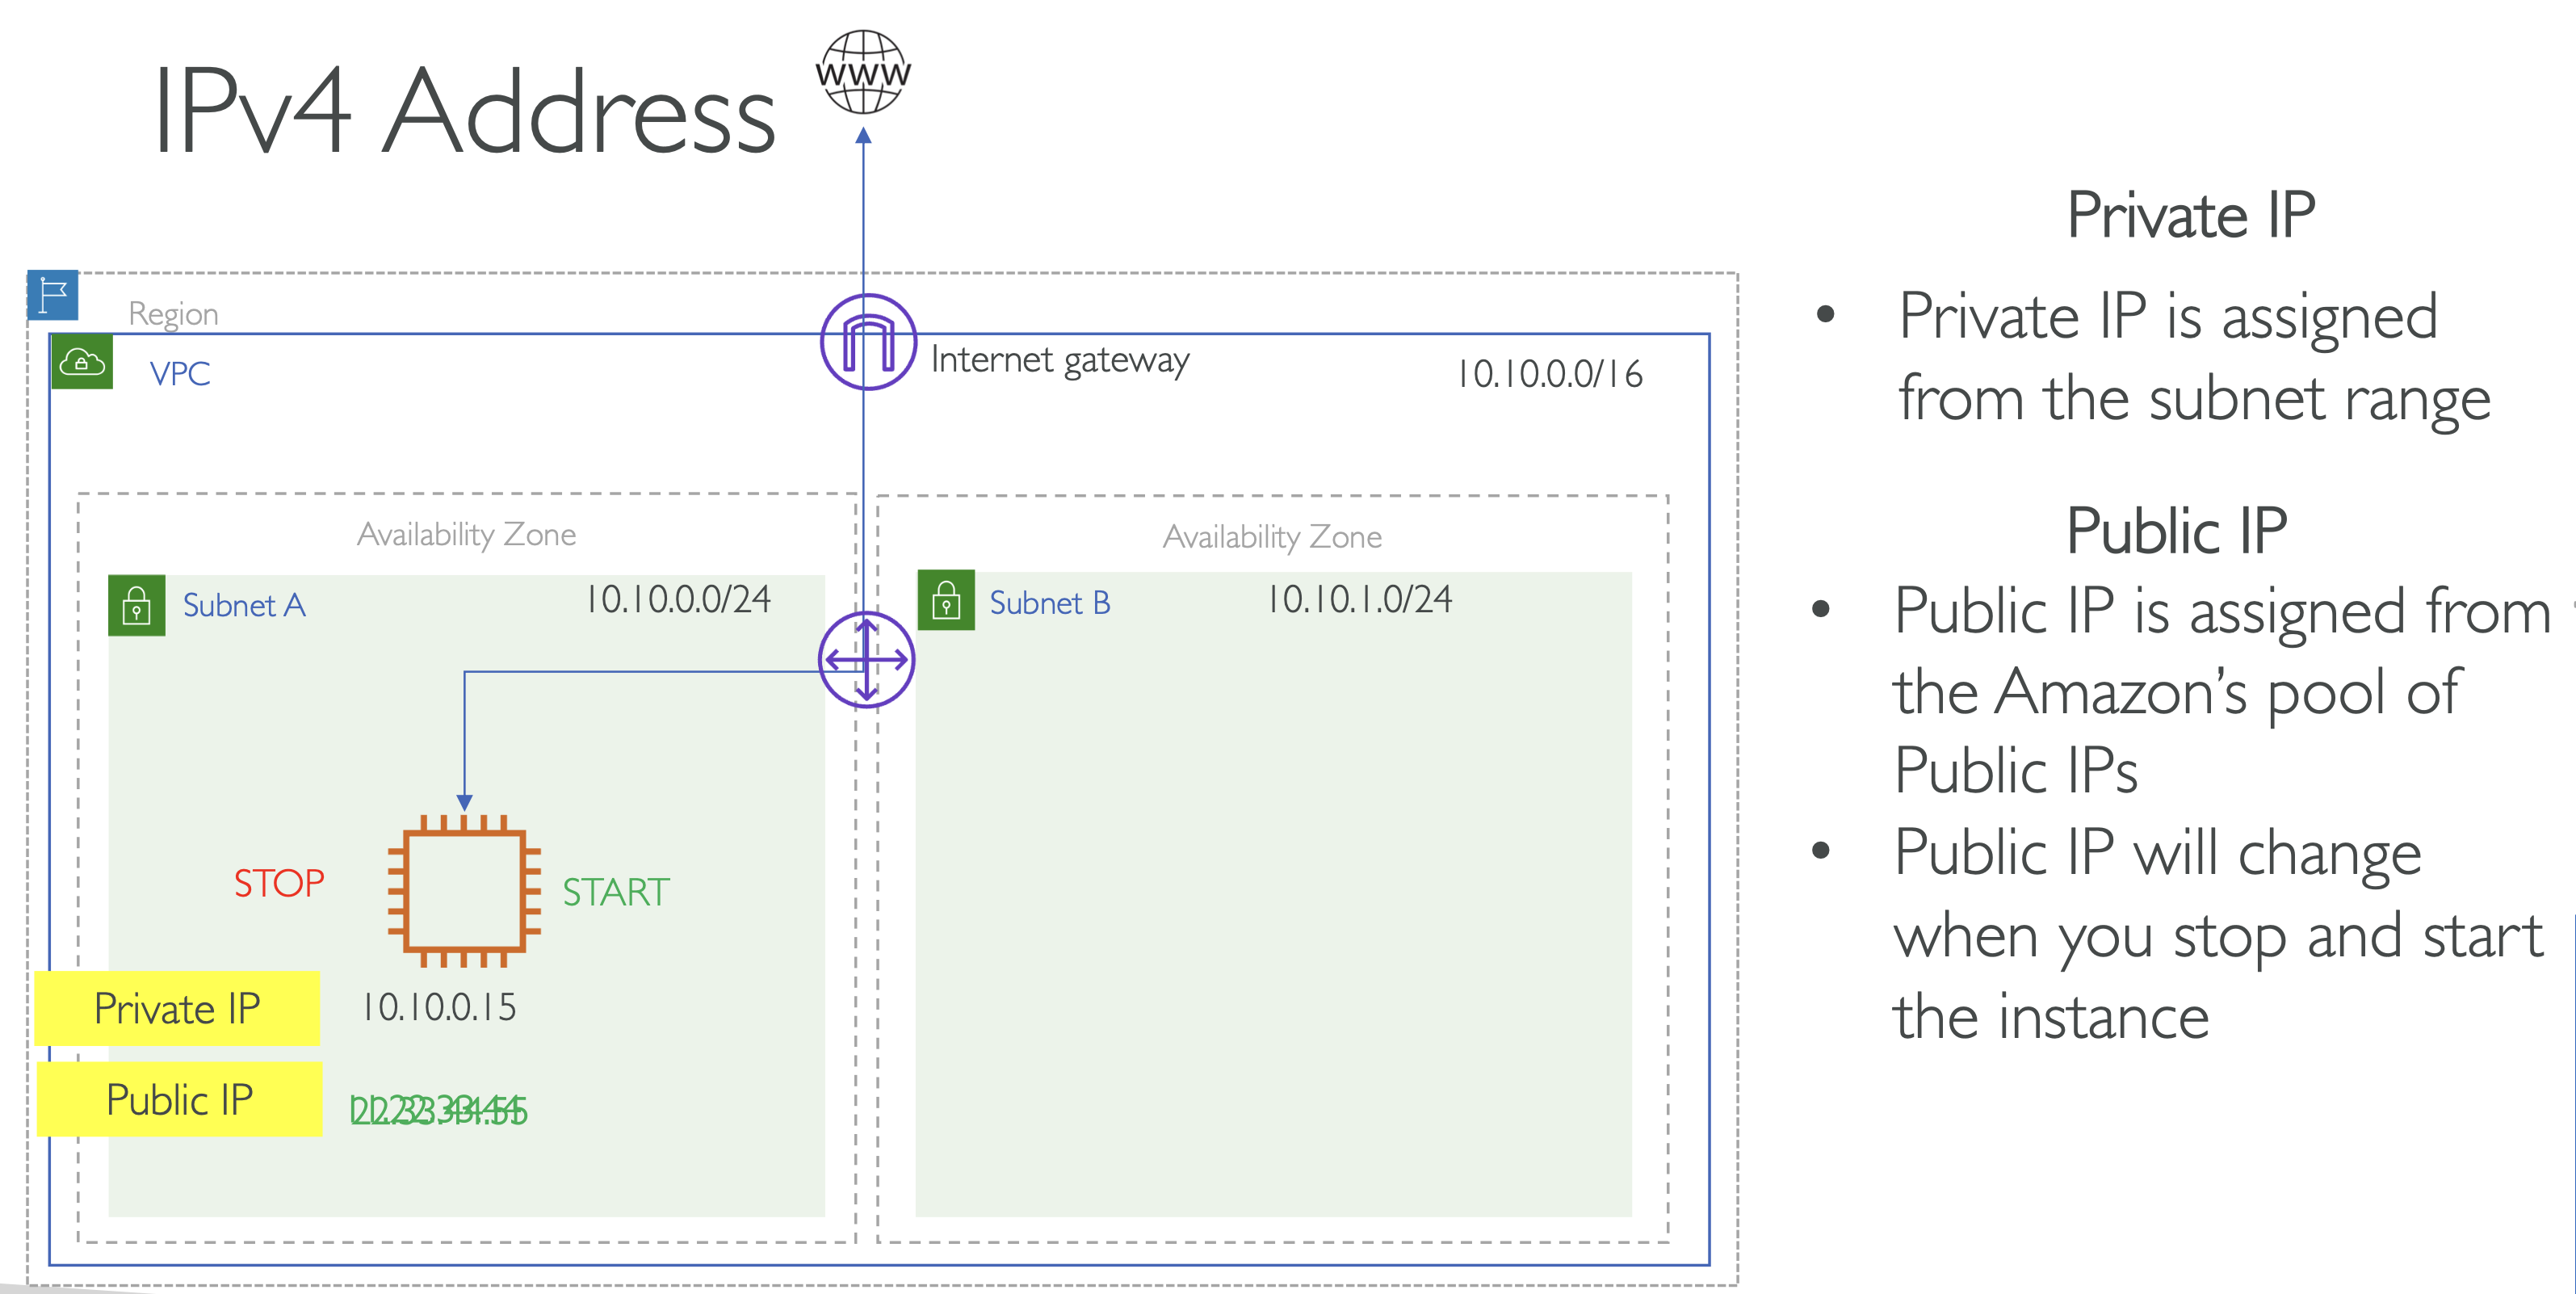 IPv4 Address
WWW
Region
VPC
Internet gateway
10.10.0.0/16
Availability Zone
Subnet A
10.10.0.0/24
STOP
START
Private IP
10.10.0.15
Public IP
Availability Zone
Subnet B
10.10.1.0/24
Private IP
• Private IP is assigned
from the subnet range
Public IP
• Public IP is assigned from
the Amazon’s pool of
Public IPs
• Public IP will change
when you stop and start
the instance